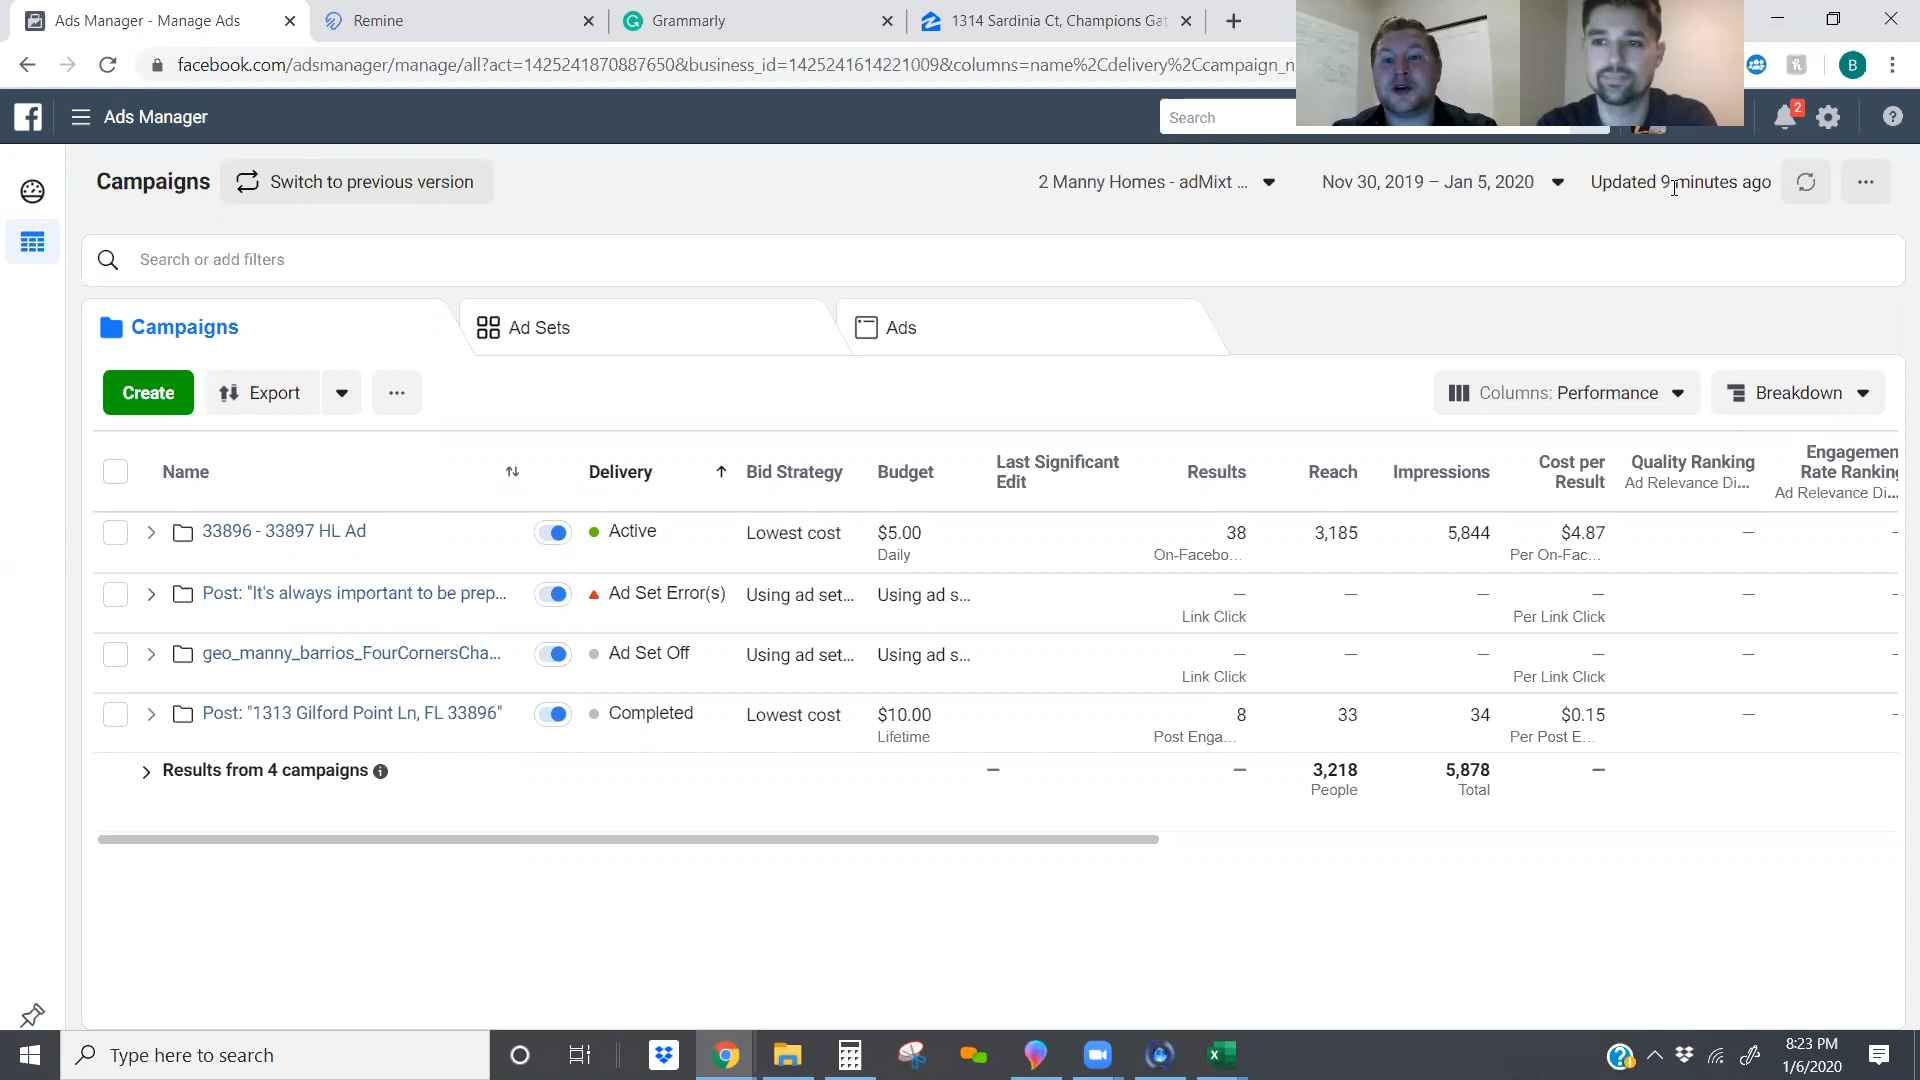 Ads Manager - Manage Ads
Remine
Grammarly
1314 Sardinia Ct, Champions Gat
facebook.com/adsmanager/manage/all?act=1425241870887650&business_id=1425241614221009&columns=name%2Cdelivery%2Ccampaign_n
B
Ads Manager
Search
2
Campaigns
Switch to previous version
2 Manny Homes - adMixt ...
Nov 30, 2019 – Jan 5, 2020
Updated 9 minutes ago
Search or add filters
Campaigns
Ad Sets
Ads
Create
Export
Columns: Performance
Breakdown
Name
Delivery
Bid Strategy
Budget
Last Significant
Edit
Results
Reach
Impressions
Cost per
Result
Quality Ranking
Ad Relevance Di...
Engagemen
Rate Ranking
Ad Relevance Di...
33896 - 33897 HL Ad
Active
Lowest cost
$5.00
Daily
38
On-Facebo...
3,185
5,844
$4.87
Per On-Fac...
—
Post: "It's always important to be prep...
Ad Set Error(s)
Using ad set...
Using ad s...
—
Link Click
—
—
—
Per Link Click
—
geo_manny_barrios_FourCornersCha...
Ad Set Off
Using ad set...
Using ad s...
—
Link Click
—
—
—
Per Link Click
—
Post: "1313 Gilford Point Ln, FL 33896"
Completed
Lowest cost
$10.00
Lifetime
8
Post Enga...
33
34
$0.15
Per Post E...
—
Results from 4 campaigns
—
—
3,218
People
5,878
Total
—
Type here to search
8:23 PM
1/6/2020